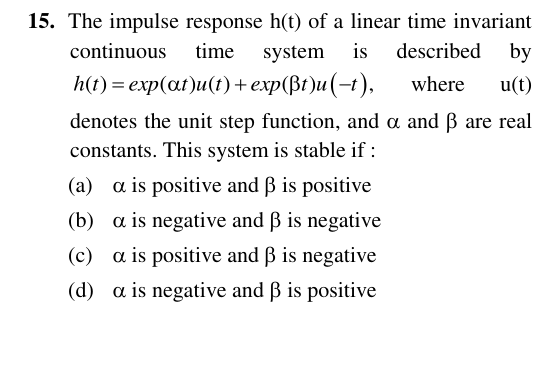 15. The impulse response h(t) of a linear time invariant
continuous time system is described by
h(t) = exp(αt)u(t) + exp(βt)u(−t), where u(t)
denotes the unit step function, and α and β are real
constants. This system is stable if :
(a) α is positive and β is positive
(b) α is negative and β is negative
(c) α is positive and β is negative
(d) α is negative and β is positive